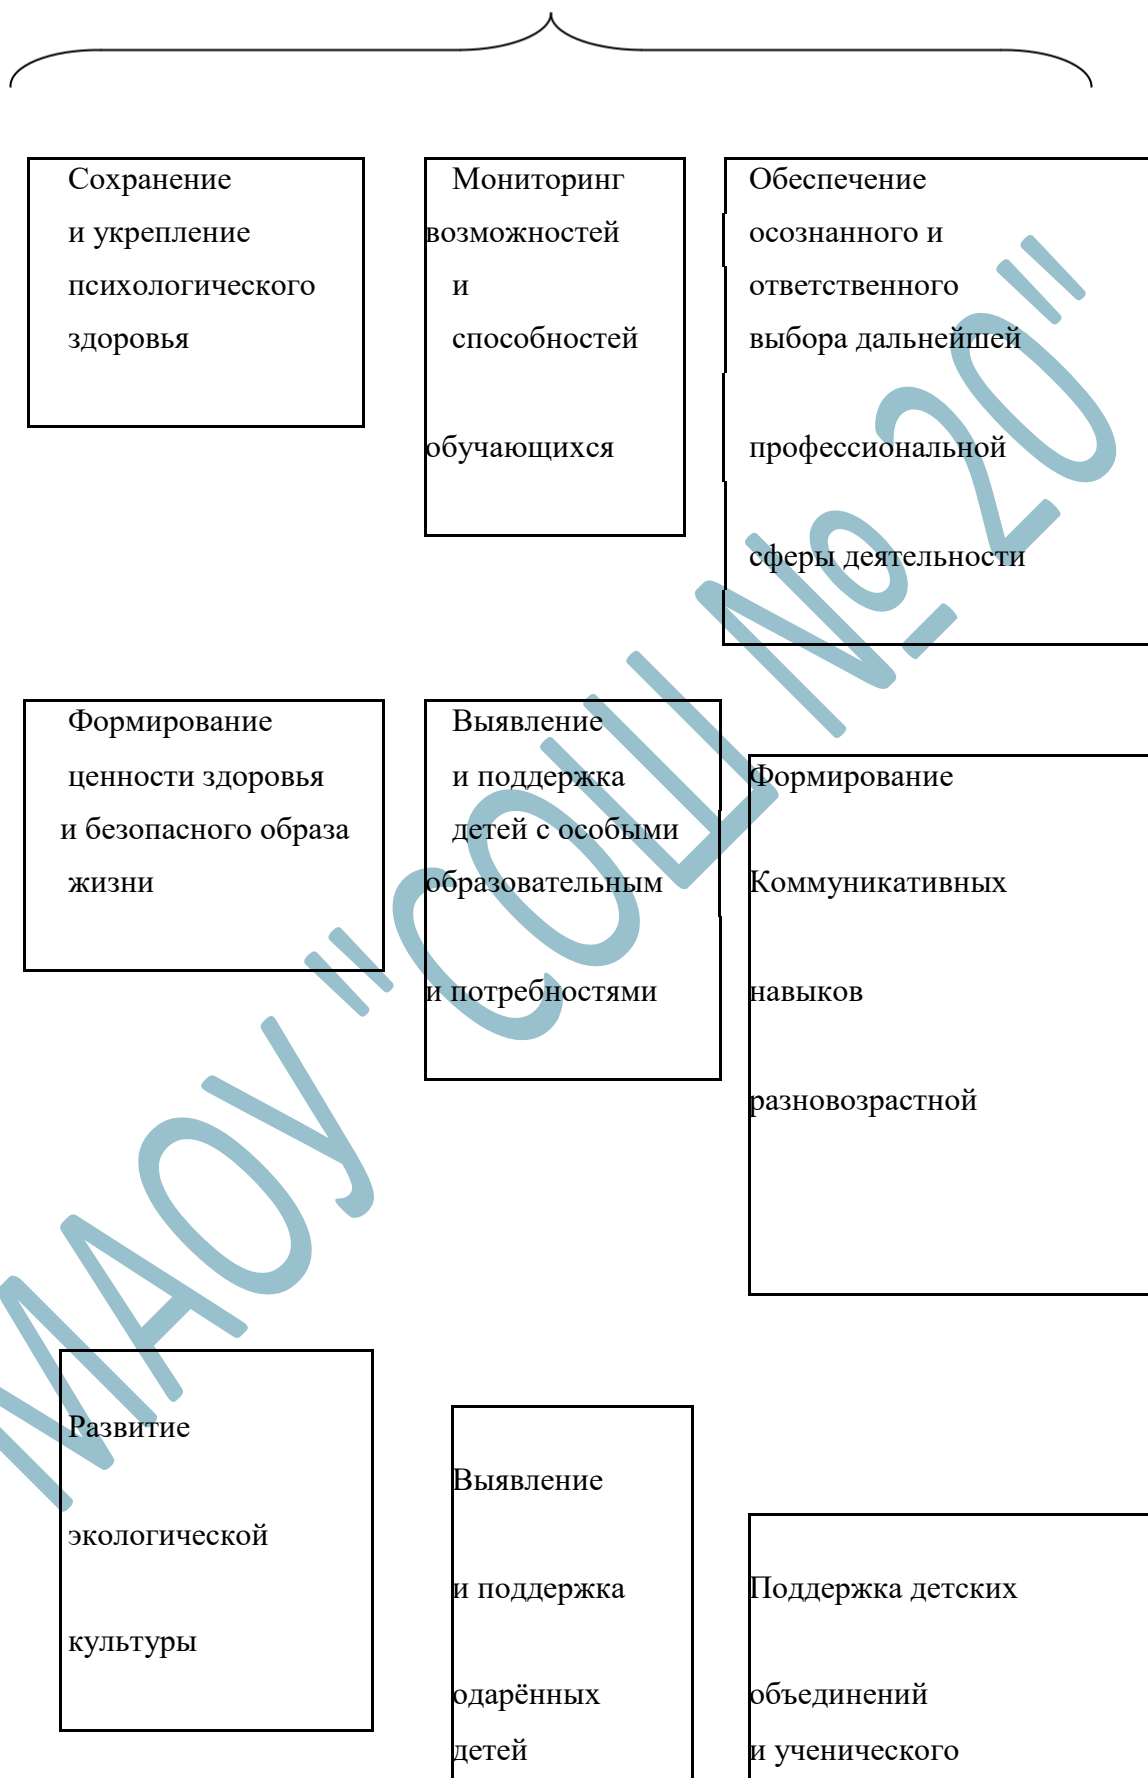 Сохранение
и укрепление
психологического
здоровья
Мониторинг
возможностей
и
способностей
обучающихся
Обеспечение
осознанного и
ответственного
выбора дальнейшей
профессиональной
сферы деятельности
Формирование
ценности здоровья
и безопасного образа
жизни
Выявление
и поддержка
детей с особыми
образовательным
и потребностями
Формирование
Коммуникативных
навыков
разновозрастной
Развитие
экологической
культуры
Выявление
и поддержка
одарённых
детей
Поддержка детских
объединений
и ученического
МАОУ "СОШ № 20"